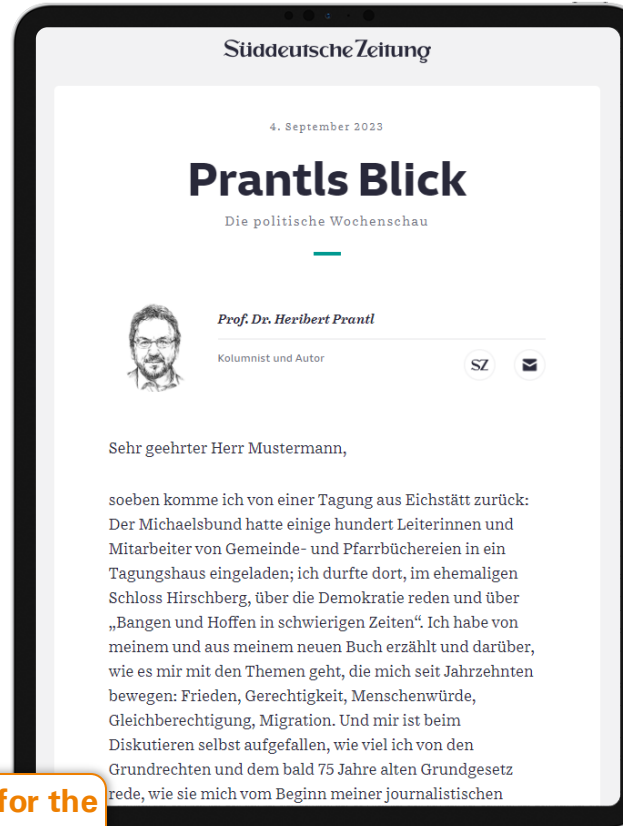 Süddeutsche Zeitung
4. September 2023
Prantls Blick
Die politische Wochenschau
Prof. Dr. Heribert Prantl
Kolumnist und Autor
SZ
Sehr geehrter Herr Mustermann,
soeben komme ich von einer Tagung aus Eichstätt zurück:
Der Michaelsbund hatte einige hundert Leiterinnen und
Mitarbeiter von Gemeinde- und Pfarrbüchereien in ein
Tagungshaus eingeladen; ich durfte dort, im ehemaligen
Schloss Hirschberg, über die Demokratie reden und über
„Bangen und Hoffen in schwierigen Zeiten“. Ich habe von
meinem und aus meinem neuen Buch erzählt und darüber,
wie es mir mit den Themen geht, die mich seit Jahrzehnten
bewegen: Frieden, Gerechtigkeit, Menschenwürde,
Gleichberechtigung, Migration. Und mir ist beim
Diskutieren selbst aufgefallen, wie viel ich von den
Grundrechten und dem bald 75 Jahre alten Grundgesetz
rede, wie sie mich vom Beginn meiner journalistischen
for the